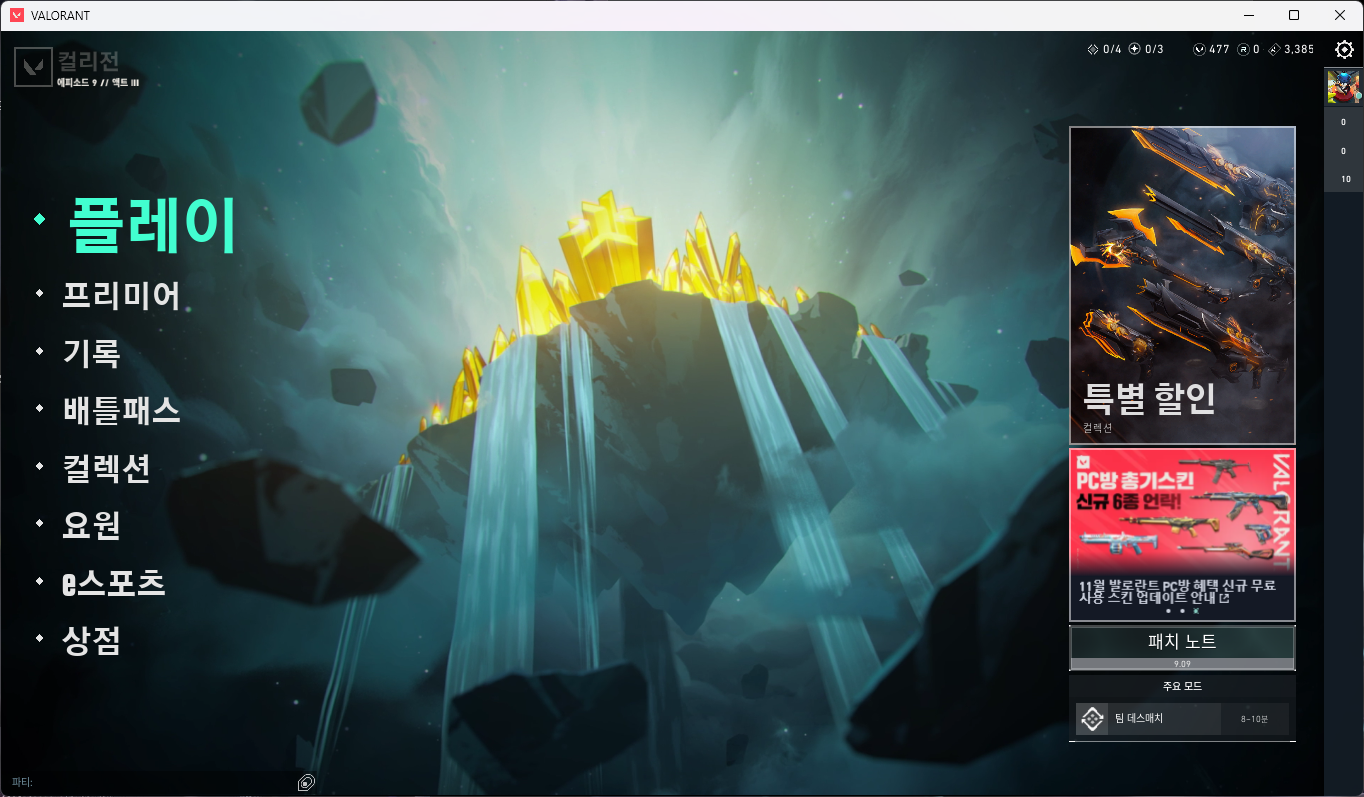 VALORANT
컬리전
에피소드 9 // 액트 III
0/4 0/3 477 0 3,385
0
0
10
플레이
프리미어
기록
배틀패스
컬렉션
요원
e스포츠
상점
특별 할인
컬렉션
PC방 총기스킨
신규 6종 언락!
VALORANT
11월 발로란트 PC방 혜택 신규 무료
사용 스킨 업데이트 안내
패치 노트
9.09
주요 모드
팀 데스매치 8-10분
파티: